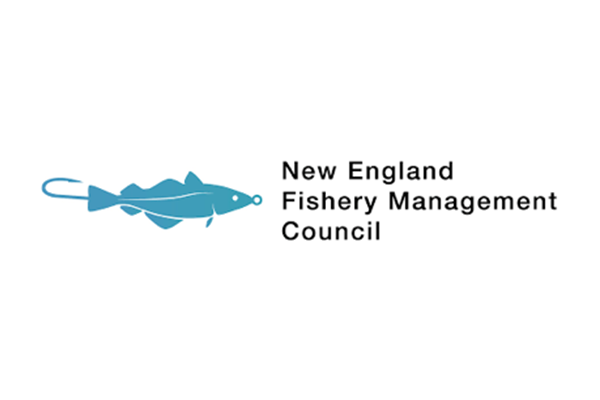 New England
Fishery Management
Council